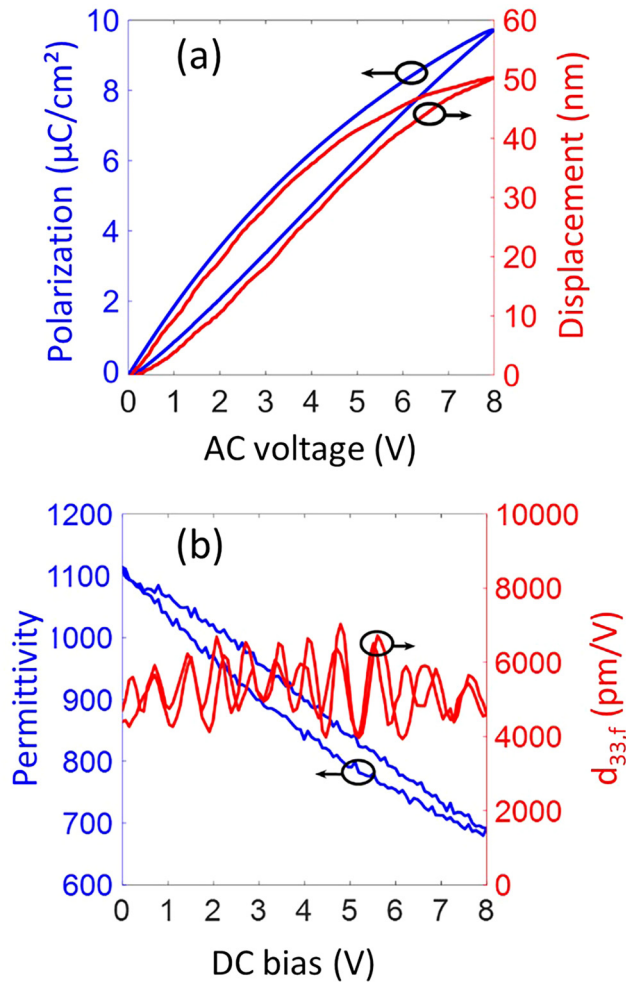 (a)
Polarization (µC/cm²)
10
8
6
4
2
0
60
50
40
30
20
10
0
Displacement (nm)
0 1 2 3 4 5 6 7 8
AC voltage (V)
(b)
Permittivity
1200
1100
1000
900
800
700
600
10000
8000
6000
4000
2000
0
d33,f (pm/V)
0 1 2 3 4 5 6 7 8
DC bias (V)